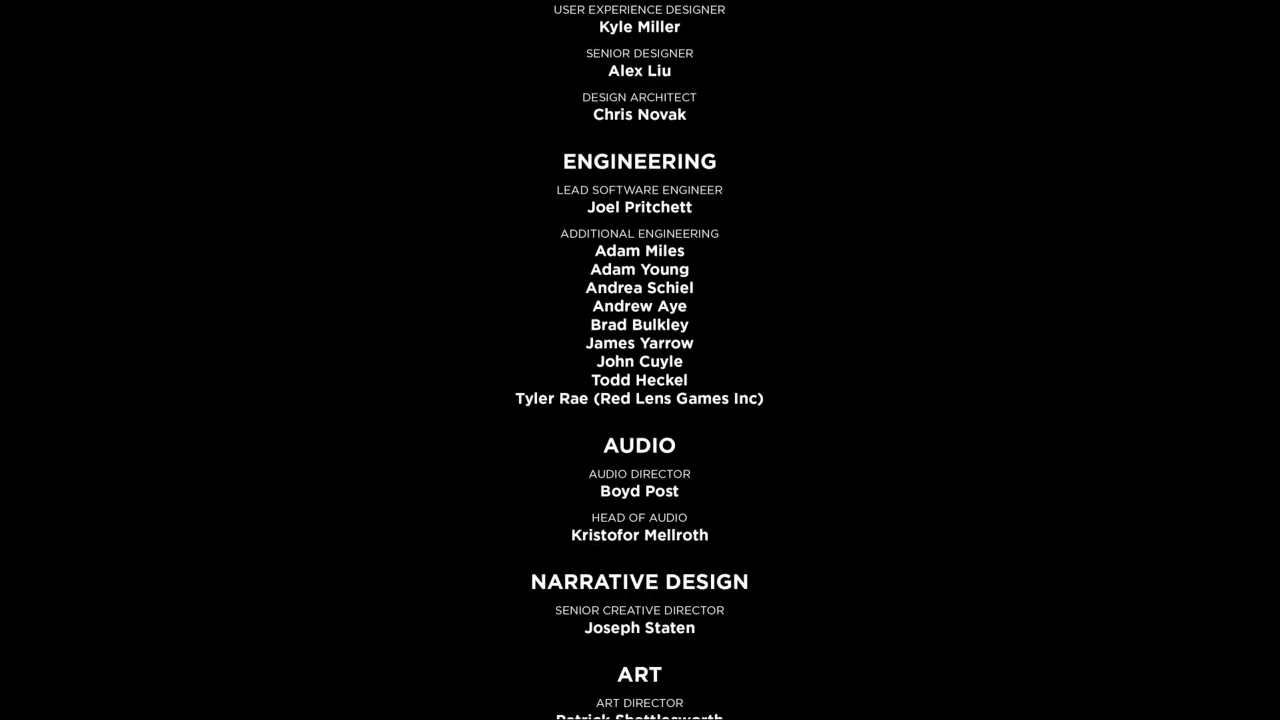 USER EXPERIENCE DESIGNER
Kyle Miller
SENIOR DESIGNER
Alex Liu
DESIGN ARCHITECT
Chris Novak
ENGINEERING
LEAD SOFTWARE ENGINEER
Joel Pritchett
ADDITIONAL ENGINEERING
Adam Miles
Adam Young
Andrea Schiel
Andrew Aye
Brad Bulkley
James Yarrow
John Cuyle
Todd Heckel
Tyler Rae (Red Lens Games Inc)
AUDIO
AUDIO DIRECTOR
Boyd Post
HEAD OF AUDIO
Kristofor Mellroth
NARRATIVE DESIGN
SENIOR CREATIVE DIRECTOR
Joseph Staten
ART
ART DIRECTOR
Patrick Shettlesworth